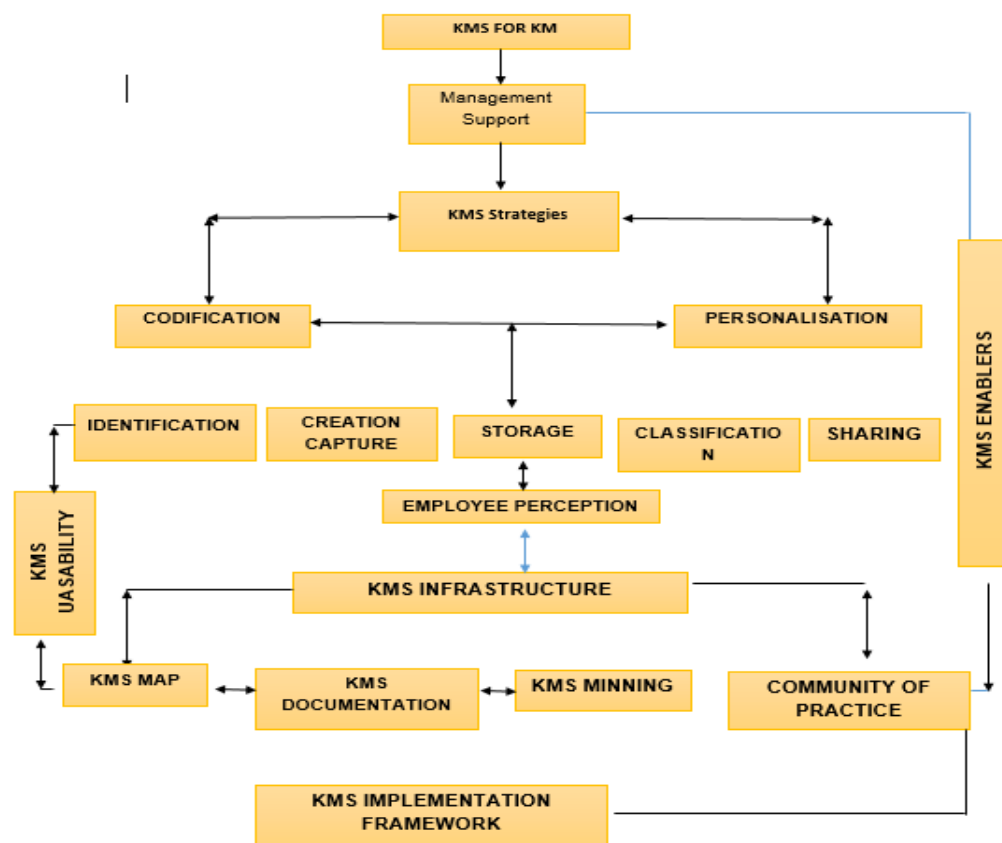 KMS FOR KM
Management
Support
KMS Strategies
CODIFICATION
PERSONALISATION
KMS ENABLERS
IDENTIFICATION
CREATION
CAPTURE
STORAGE
CLASSIFICATIO
N
SHARING
EMPLOYEE PERCEPTION
KMS
UASABILITY
KMS INFRASTRUCTURE
KMS MAP
KMS
DOCUMENTATION
KMS MINNING
COMMUNITY OF
PRACTICE
KMS IMPLEMENTATION
FRAMEWORK